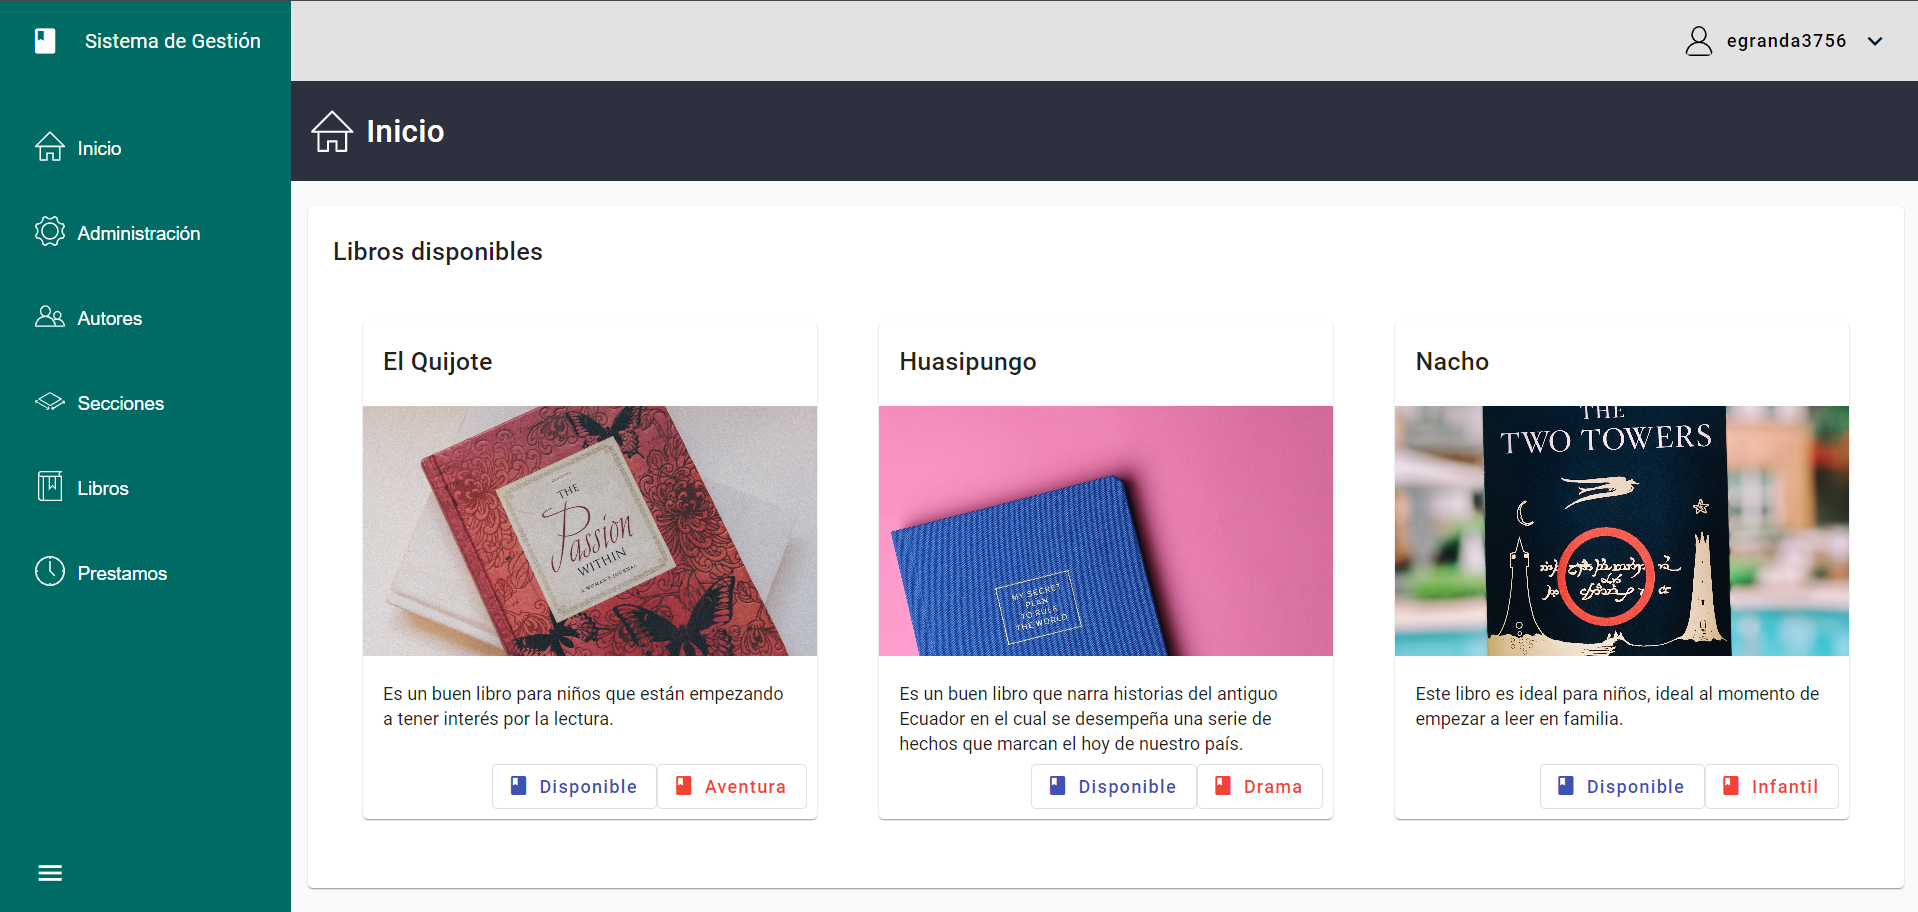 Sistema de Gestión
egranda3756
Inicio
Inicio
Administración
Autores
Secciones
Libros
Prestamos
Libros disponibles
El Quijote
THE
Passion
WITHIN
A WOMAN'S JOURNAL
Es un buen libro para niños que están empezando
a tener interés por la lectura.
Disponible
Aventura
Huasipungo
MY SECRET
PLAN
TO RULE
THE WORLD
Es un buen libro que narra historias del antiguo
Ecuador en el cual se desempeña una serie de
hechos que marcan el hoy de nuestro país.
Disponible
Drama
Nacho
THE
TWO TOWERS
Este libro es ideal para niños, ideal al momento de
empezar a leer en familia.
Disponible
Infantil